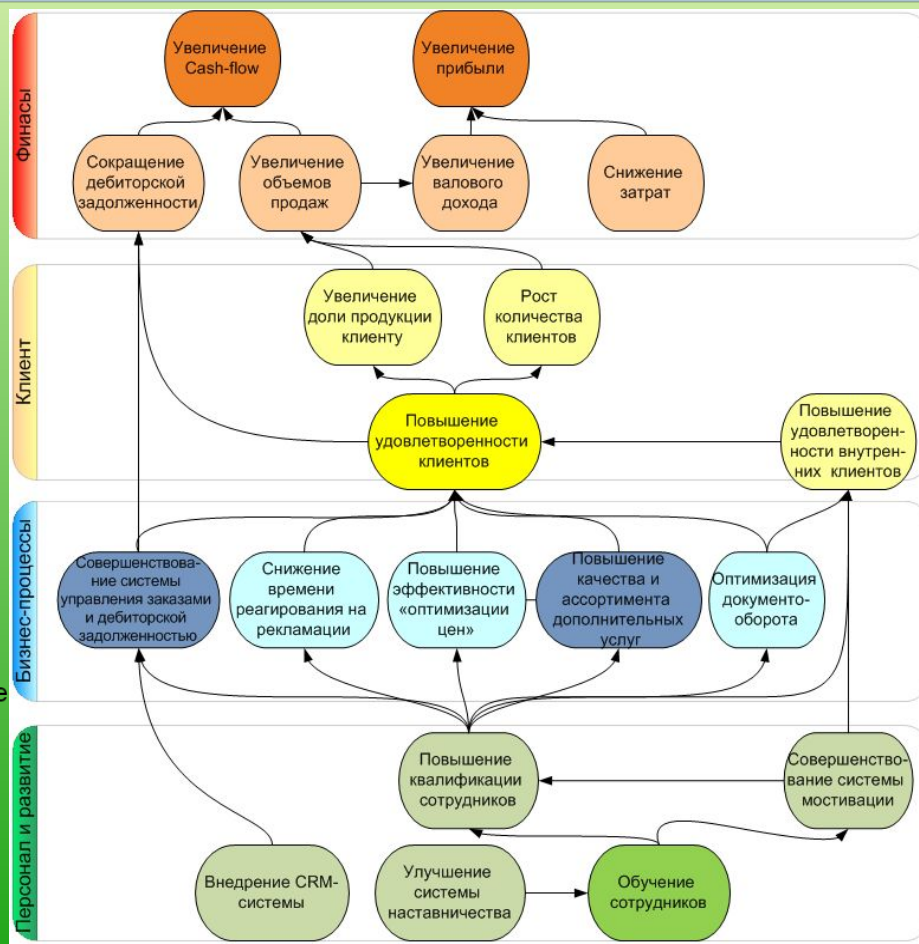 Финасы
Увеличение
Cash-flow
Увеличение
прибыли
Сокращение
дебиторской
задолженности
Увеличение
объемов
продаж
Увеличение
валового
дохода
Снижение
затрат
Клиент
Увеличение
доли продукции
клиенту
Рост
количества
клиентов
Повышение
удовлетворенности
клиентов
Повышение
удовлетворен-
ности внутрен-
них клиентов
Бизнес-процессы
Совершенствова-
ние системы
управления заказами
и дебиторской
задолженностью
Снижение
времени
реагирования на
рекламации
Повышение
эффективности
«оптимизации
цен»
Повышение
качества и
ассортимента
дополнительных
услуг
Оптимизация
документо-
оборота
Персонал и развитие
Повышение
квалификации
сотрудников
Совершенство-
вание системы
мостивации
Внедрение CRM-
системы
Улучшение
системы
наставничества
Обучение
сотрудников